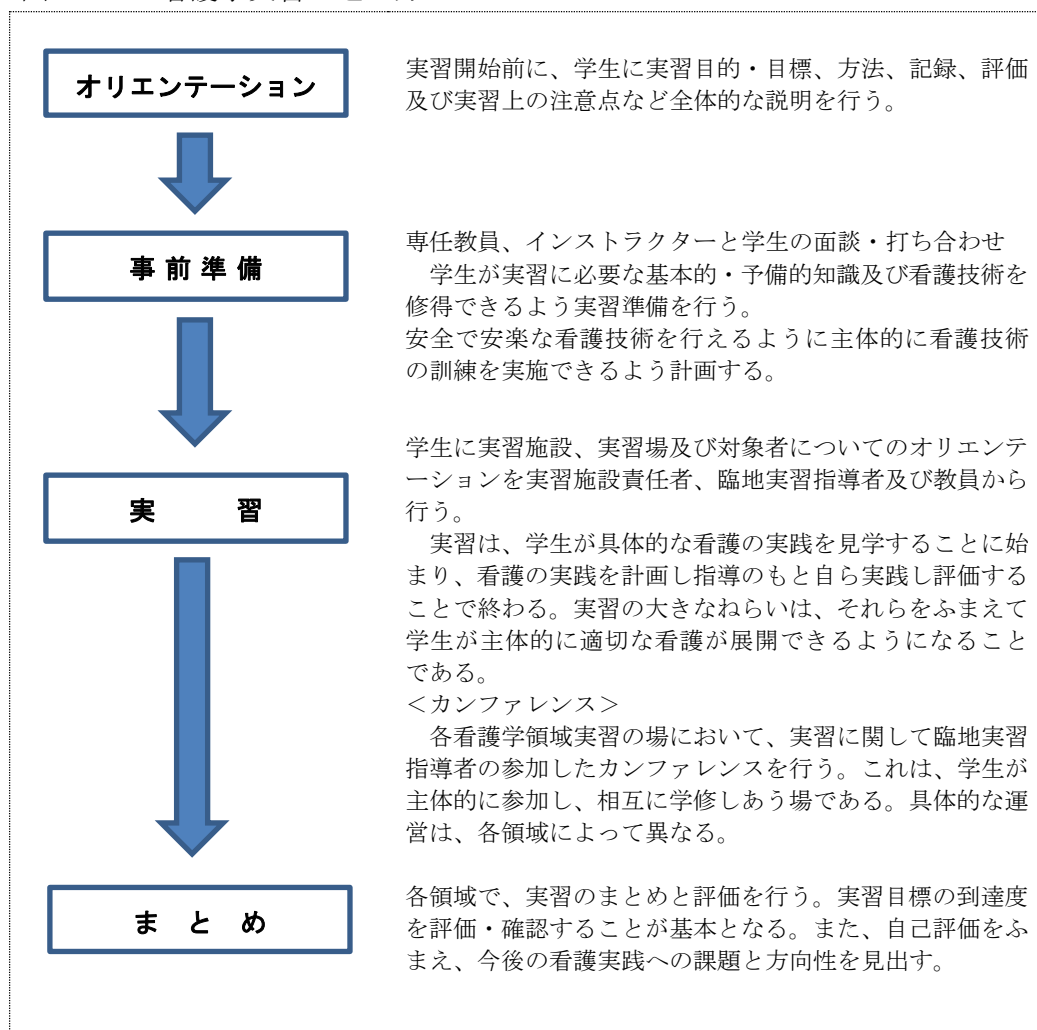 オリエンテーション
実習開始前に、学生に実習目的・目標、方法、記録、評価
及び実習上の注意点など全体的な説明を行う。
事 前 準 備
専任教員、インストラクターと学生の面談・打ち合わせ
　学生が実習に必要な基本的・予備的知識及び看護技術を
修得できるよう実習準備を行う。
安全で安楽な看護技術を行えるように主体的に看護技術
の訓練を実施できるよう計画する。
実　　習
学生に実習施設、実習場及び対象者についてのオリエンテ
ーションを実習施設責任者、臨地実習指導者及び教員から
行う。
　実習は、学生が具体的な看護の実践を見学することに始
まり、看護の実践を計画し指導のもと自ら実践し評価する
ことで終わる。実習の大きなねらいは、それらをふまえて
学生が主体的に適切な看護が展開できるようになること
である。
＜カンファレンス＞
　各看護学領域実習の場において、実習に関して臨地実習
指導者の参加したカンファレンスを行う。これは、学生が
主体的に参加し、相互に学修しあう場である。具体的な運
営は、各領域によって異なる。
ま と め
各領域で、実習のまとめと評価を行う。実習目標の到達度
を評価・確認することが基本となる。また、自己評価をふ
まえ、今後の看護実践への課題と方向性を見出す。